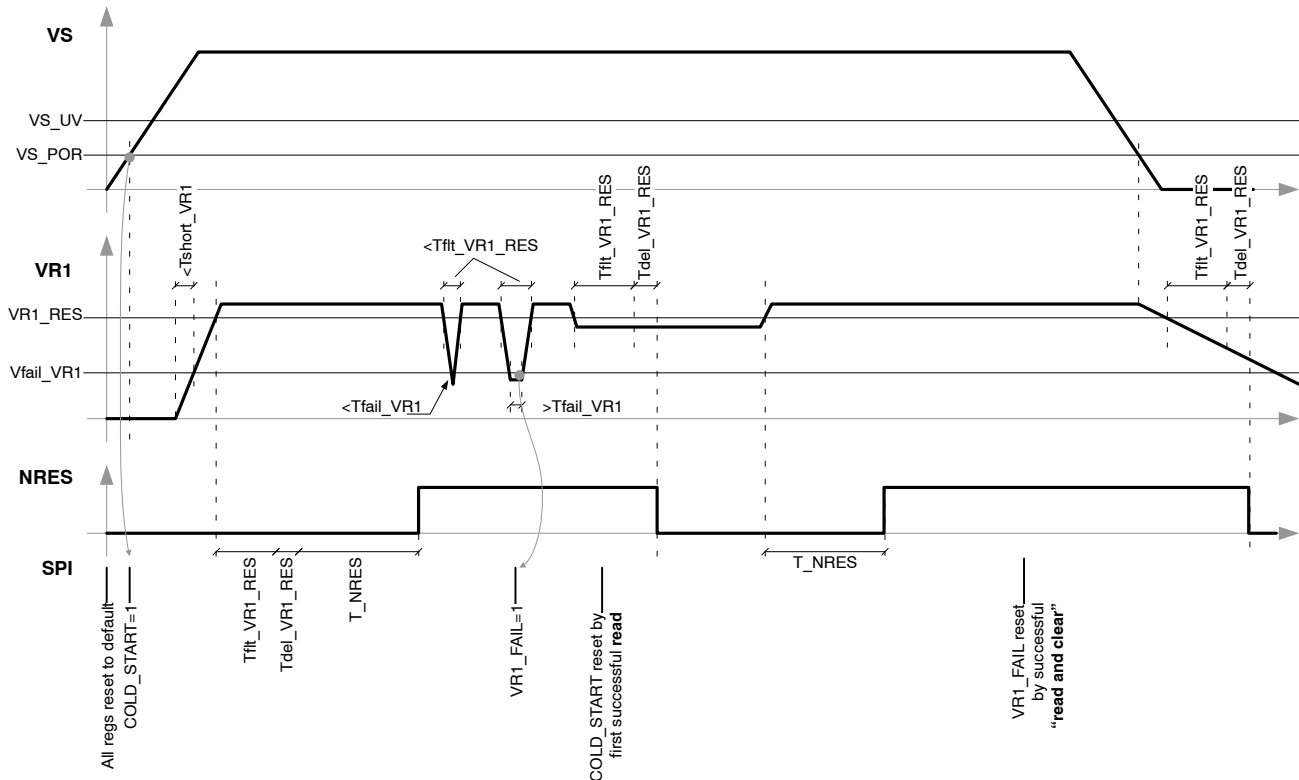 VS
VS_UV
VS_POR
Tflt_VR1_RES
Tdel_VR1_RES
Tflt_VR1_RES
Tdel_VR1_RES
<Tshort_VR1
<Tflt_VR1_RES
VR1
VR1_RES
Vfail_VR1
<Tfail_VR1
>Tfail_VR1
NRES
T_NRES
SPI
All regs reset to default
COLD_START=1
Tflt_VR1_RES
Tdel_VR1_RES
T_NRES
VR1_FAIL=1
COLD_START reset by
first successful read
VR1_FAIL reset
by successful
“read and clear”